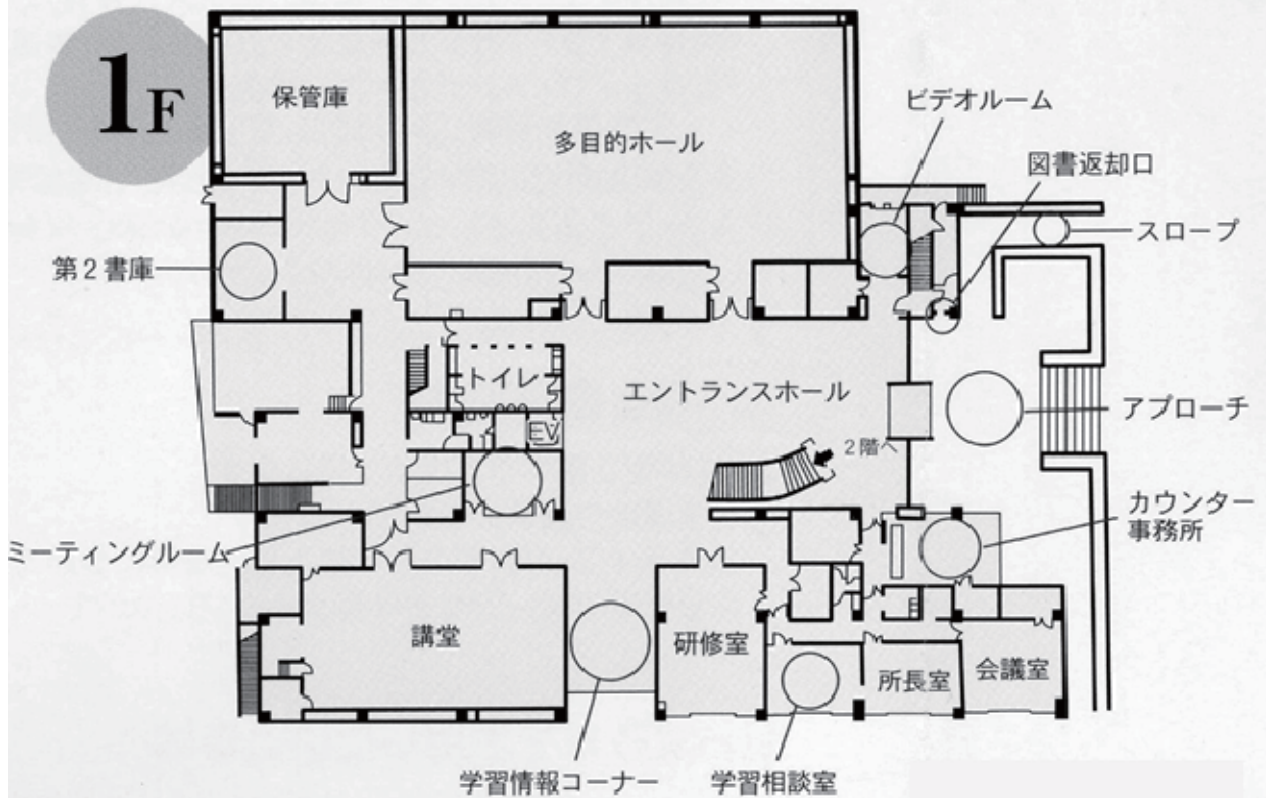 1F
保管庫
多目的ホール
ビデオルーム
図書返却口
スロープ
第2書庫
トイレ
エントランスホール
アプローチ
EV
2階へ
カウンター
事務所
ミーティングルーム
講堂
研修室
所長室
会議室
学習情報コーナー
学習相談室